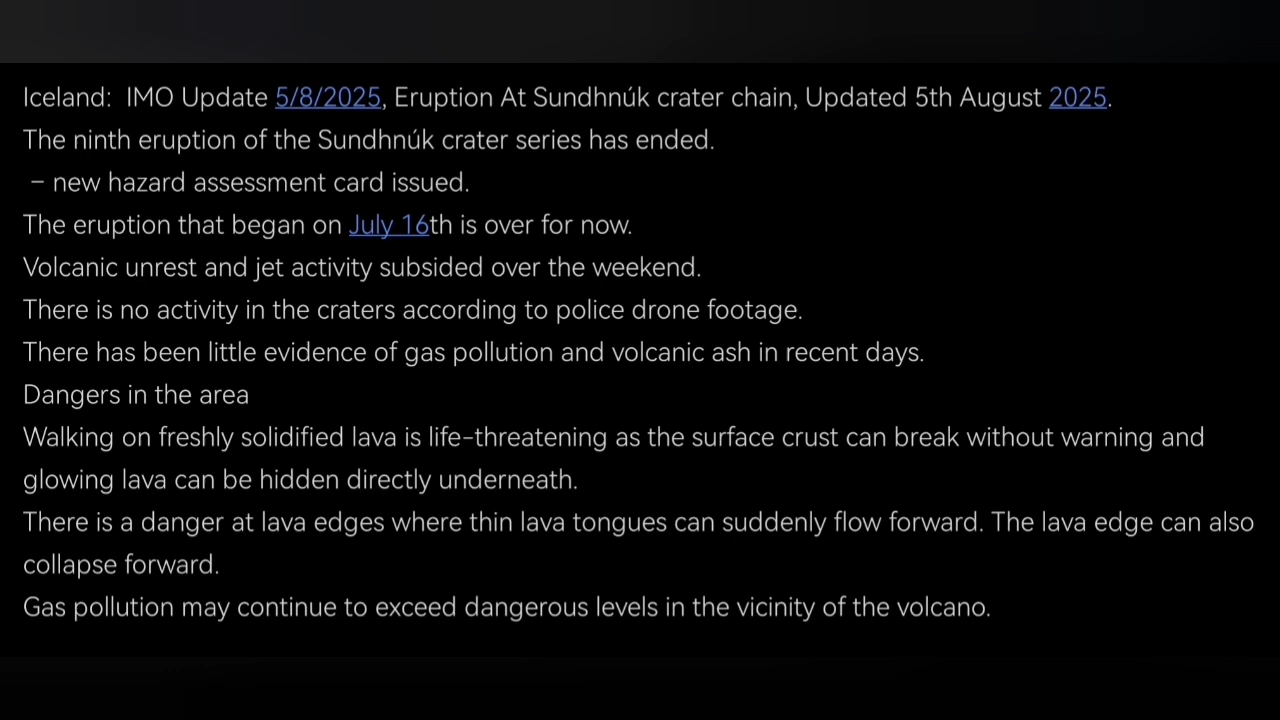 Iceland:  IMO Update 5/8/2025, Eruption At Sundhnúk crater chain, Updated 5th August 2025.
The ninth eruption of the Sundhnúk crater series has ended.
– new hazard assessment card issued.
The eruption that began on July 16th is over for now.
Volcanic unrest and jet activity subsided over the weekend.
There is no activity in the craters according to police drone footage.
There has been little evidence of gas pollution and volcanic ash in recent days.
Dangers in the area
Walking on freshly solidified lava is life-threatening as the surface crust can break without warning and
glowing lava can be hidden directly underneath.
There is a danger at lava edges where thin lava tongues can suddenly flow forward. The lava edge can also
collapse forward.
Gas pollution may continue to exceed dangerous levels in the vicinity of the volcano.